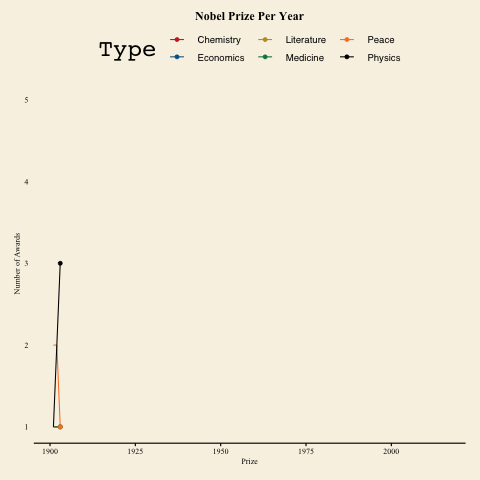 Nobel Prize Per Year
Type
Chemistry
Literature
Peace
Economics
Medicine
Physics
5
4
3
2
1
Number of Awards
1900 1925 1950 1975 2000
Prize